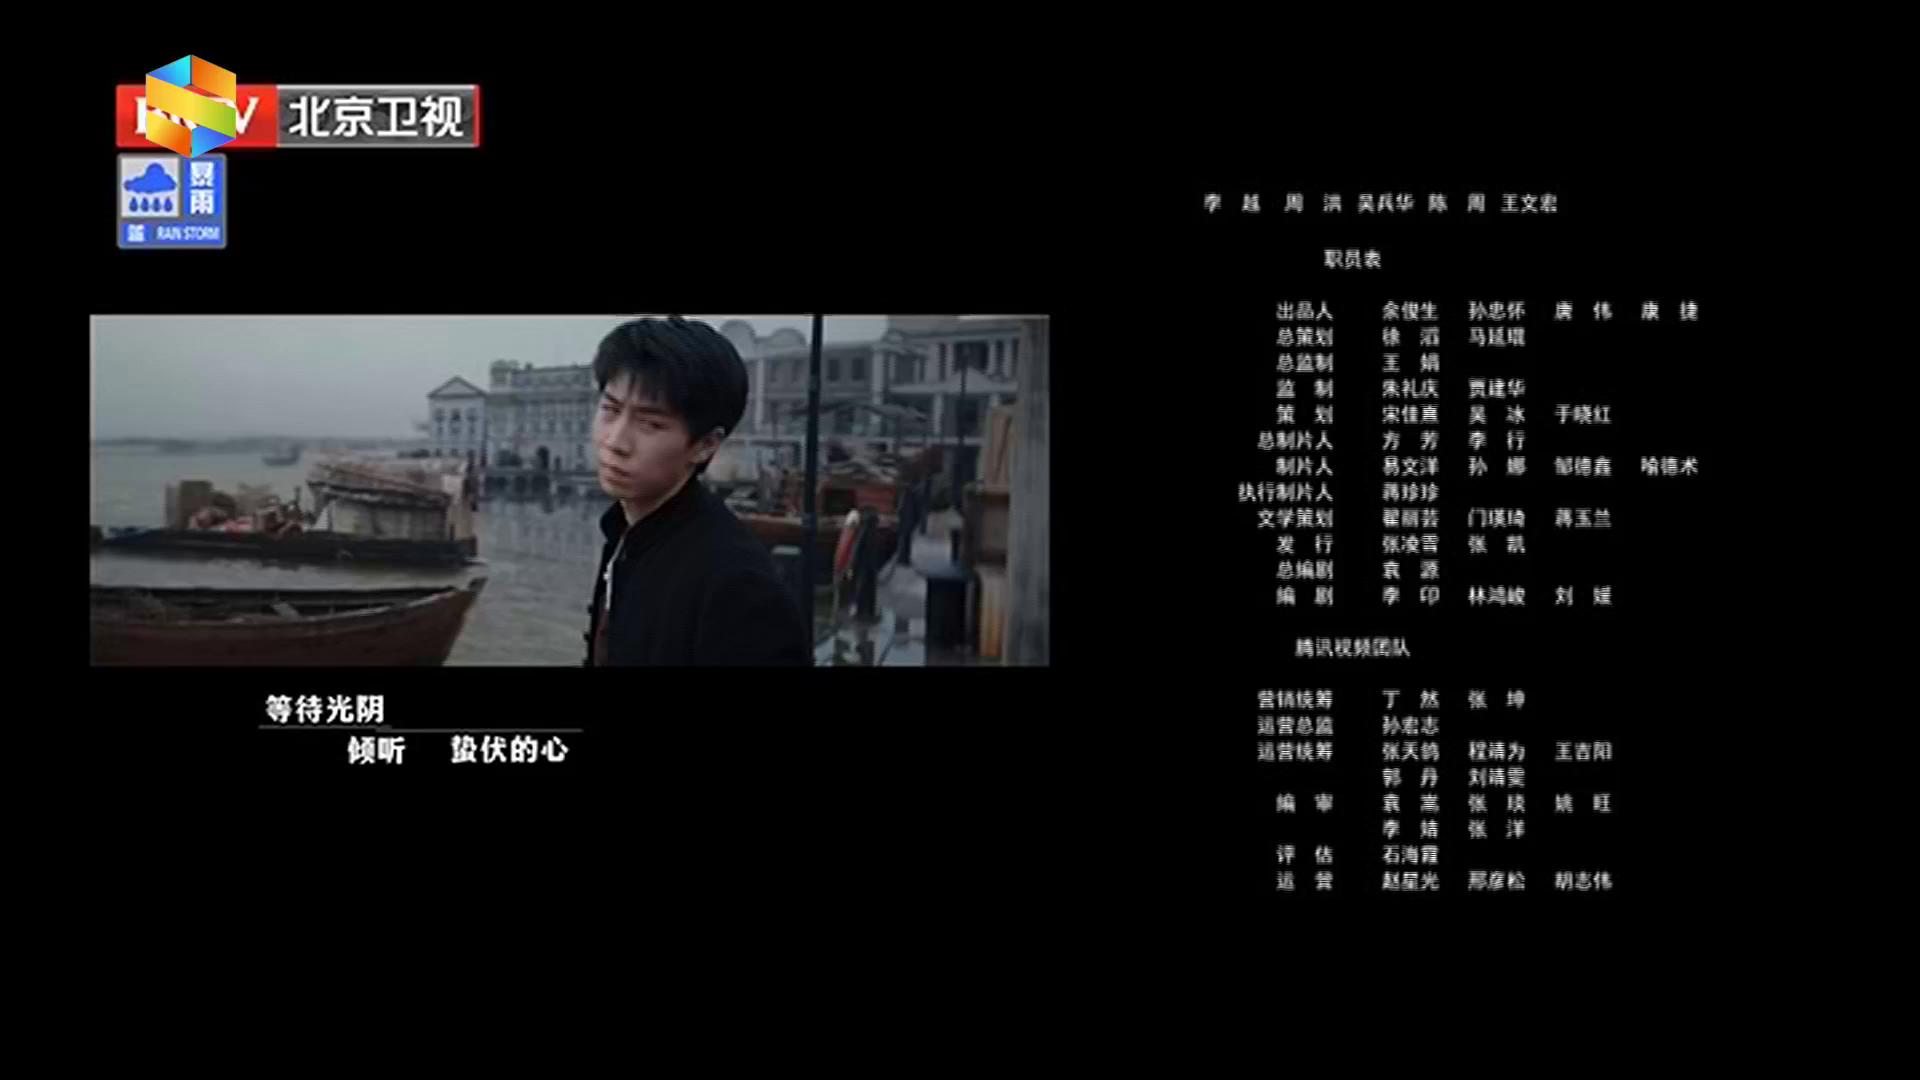 北京卫视
暴雨
蓝 RAIN STORM
李 越 周 洪 吴兵华 陈 周 王文宏
职员表
出品人 余俊生 孙忠怀 唐 伟 康 捷
总策划 徐 滔 马延琨
总监制 王 娟
监 制 朱礼庆 贾建华
策 划 宋佳熹 吴 冰 于晓红
总制片人 方 芳 李 行
制片人 易文洋 孙 娜 邹德鑫 喻德术
执行制片人 蒋珍珍
文学策划 翟丽芸 门瑛琦 蒋玉兰
发 行 张凌雪 张 凯
总编剧 袁 源
编 剧 李 印 林鸿峻 刘 媛
腾讯视频团队
营销统筹 丁 然 张 坤
运营总监 孙宏志
运营统筹 张天鸽 程靖为 王吉阳
郭 丹 刘靖雯
编 审 袁 嵩 张 琰 姚 旺
李 婧 张 洋
评 估 石海霞
运 营 赵星光 邢彦松 胡志伟
等待光阴
倾听 蛰伏的心